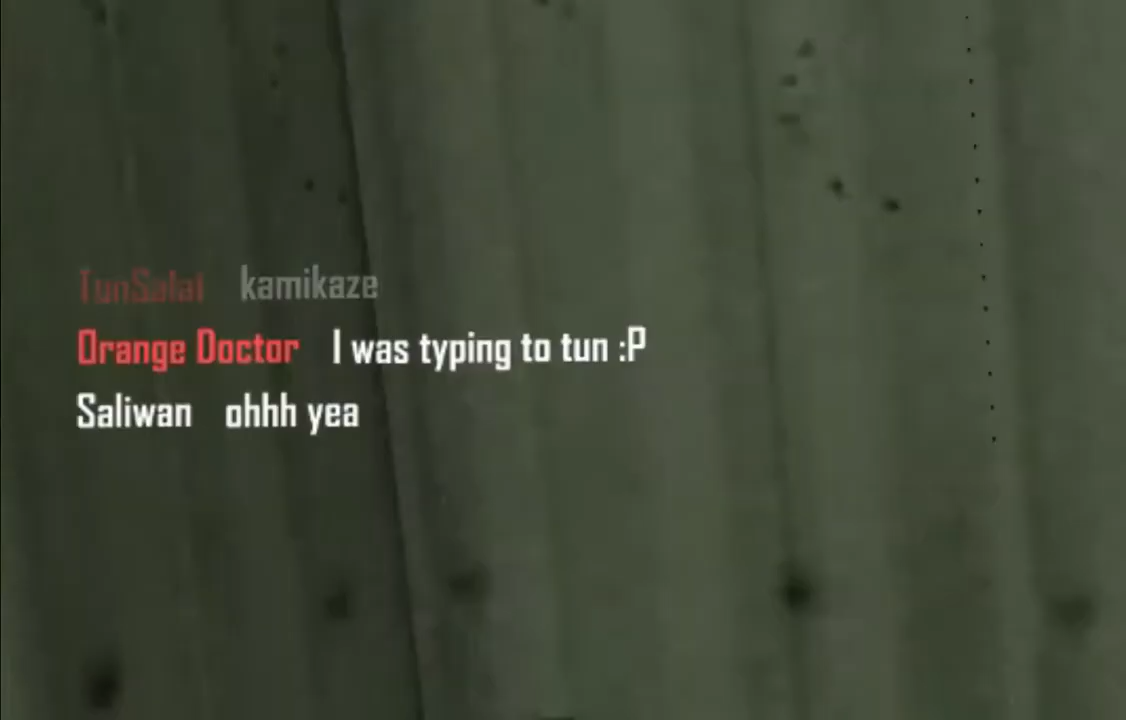 TunSalat kamikaze
Orange Doctor I was typing to tun :P
Saliwan ohhh yea